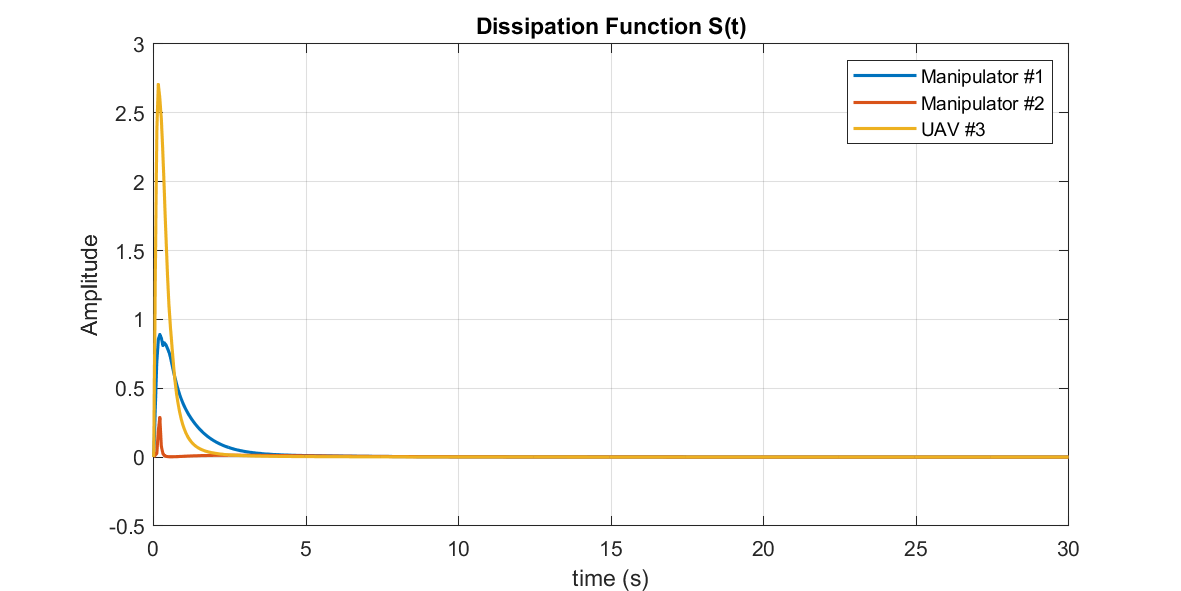 Dissipation Function S(t)
3
2.5
2
1.5
1
0.5
0
-0.5
Amplitude
Manipulator #1
Manipulator #2
UAV #3
0 5 10 15 20 25 30
time (s)